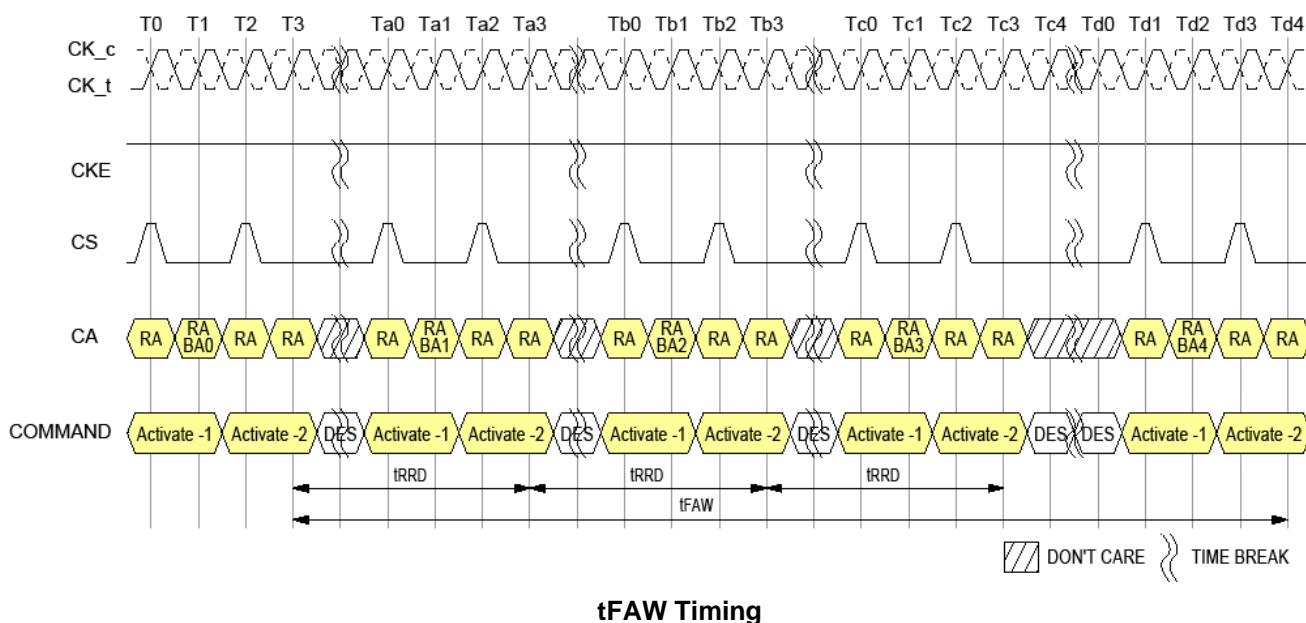 T0 T1 T2 T3 Ta0 Ta1 Ta2 Ta3 Tb0 Tb1 Tb2 Tb3 Tc0 Tc1 Tc2 Tc3 Tc4 Td0 Td1 Td2 Td3 Td4
CK_c
CK_t
CKE
CS
CA RA RA BA0 RA RA RA RA BA1 RA RA RA RA BA2 RA RA RA RA BA3 RA RA RA RA BA4 RA RA
COMMAND Activate -1 Activate -2 DES Activate -1 Activate -2 DES Activate -1 Activate -2 DES Activate -1 Activate -2 DES DES Activate -1 Activate -2
tRRD tRRD tRRD
tFAW
DON'T CARE TIME BREAK
tFAW Timing